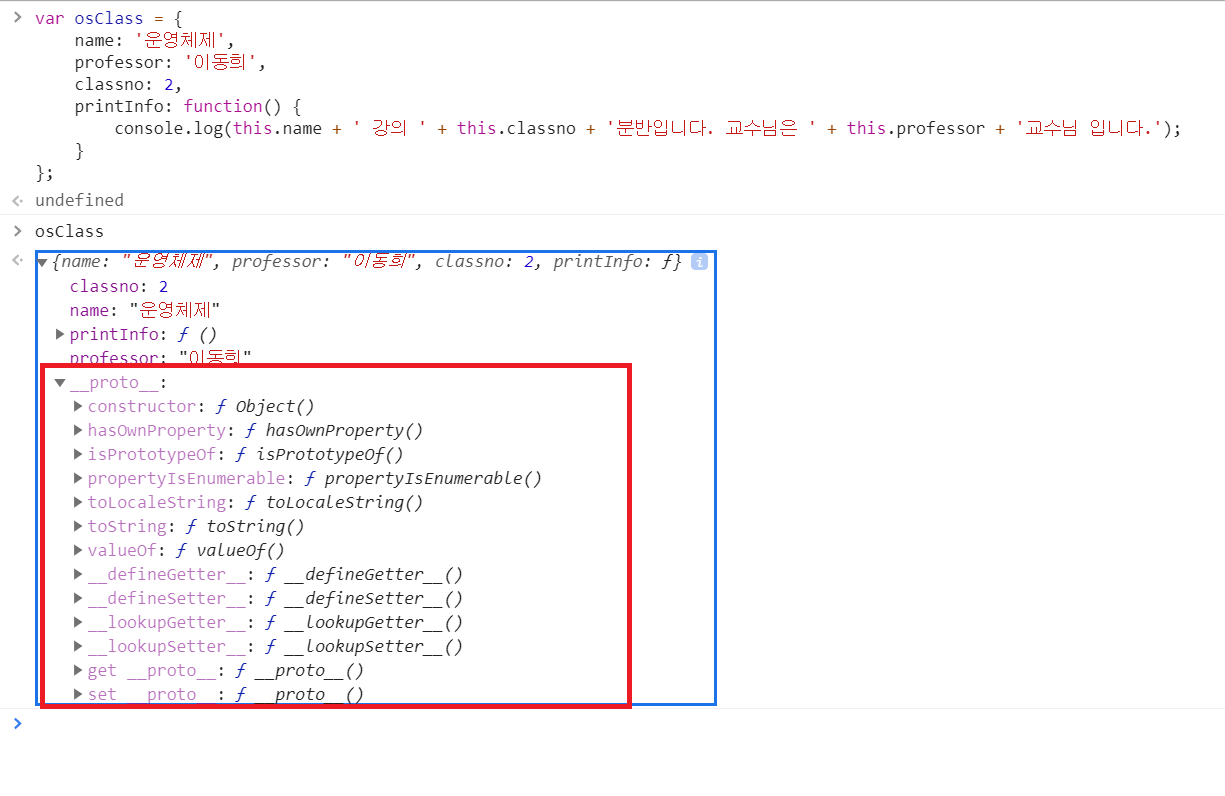 > var osClass = {
name: '운영체제',
professor: '이동희',
classno: 2,
printInfo: function() {
console.log(this.name + ' 강의 ' + this.classno + '분반입니다. 교수님은 ' + this.professor + '교수님 입니다.');
}
};
undefined
> osClass
{name: "운영체제", professor: "이동희", classno: 2, printInfo: ƒ} i
classno: 2
name: "운영체제"
printInfo: ƒ ()
professor: "이동희"
__proto__:
constructor: ƒ Object()
hasOwnProperty: ƒ hasOwnProperty()
isPrototypeOf: ƒ isPrototypeOf()
propertyIsEnumerable: ƒ propertyIsEnumerable()
toLocaleString: ƒ toLocaleString()
toString: ƒ toString()
valueOf: ƒ valueOf()
__defineGetter__: ƒ __defineGetter__()
__defineSetter__: ƒ __defineSetter__()
__lookupGetter__: ƒ __lookupGetter__()
__lookupSetter__: ƒ __lookupSetter__()
get __proto__: ƒ __proto__()
set __proto__: ƒ __proto__()
>